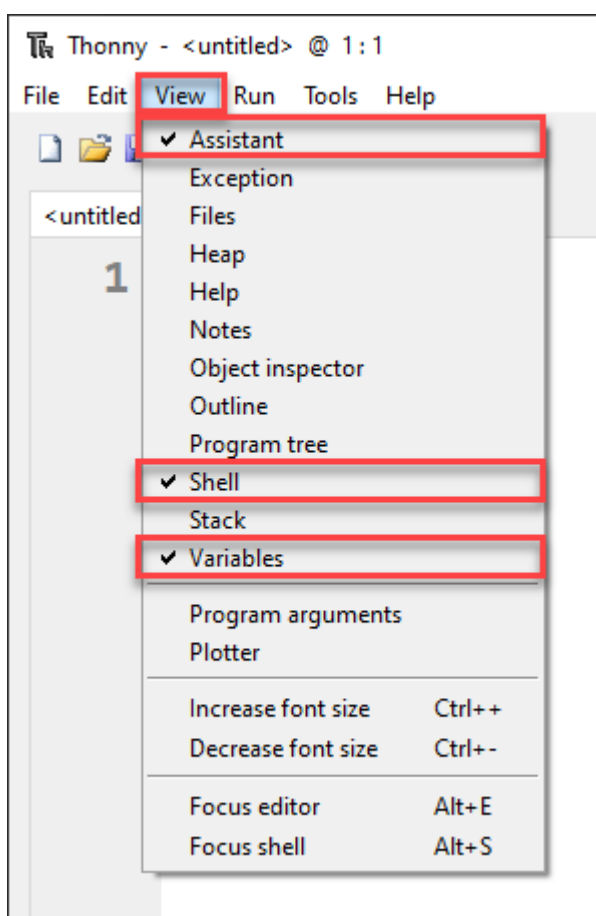 Thonny - <untitled> @ 1:1
File Edit View Run Tools Help
✓ Assistant
Exception
<untitled
Files
1
Heap
Help
Notes
Object inspector
Outline
Program tree
✓ Shell
Stack
✓ Variables
Program arguments
Plotter
Increase font size Ctrl++
Decrease font size Ctrl+-
Focus editor Alt+E
Focus shell Alt+S